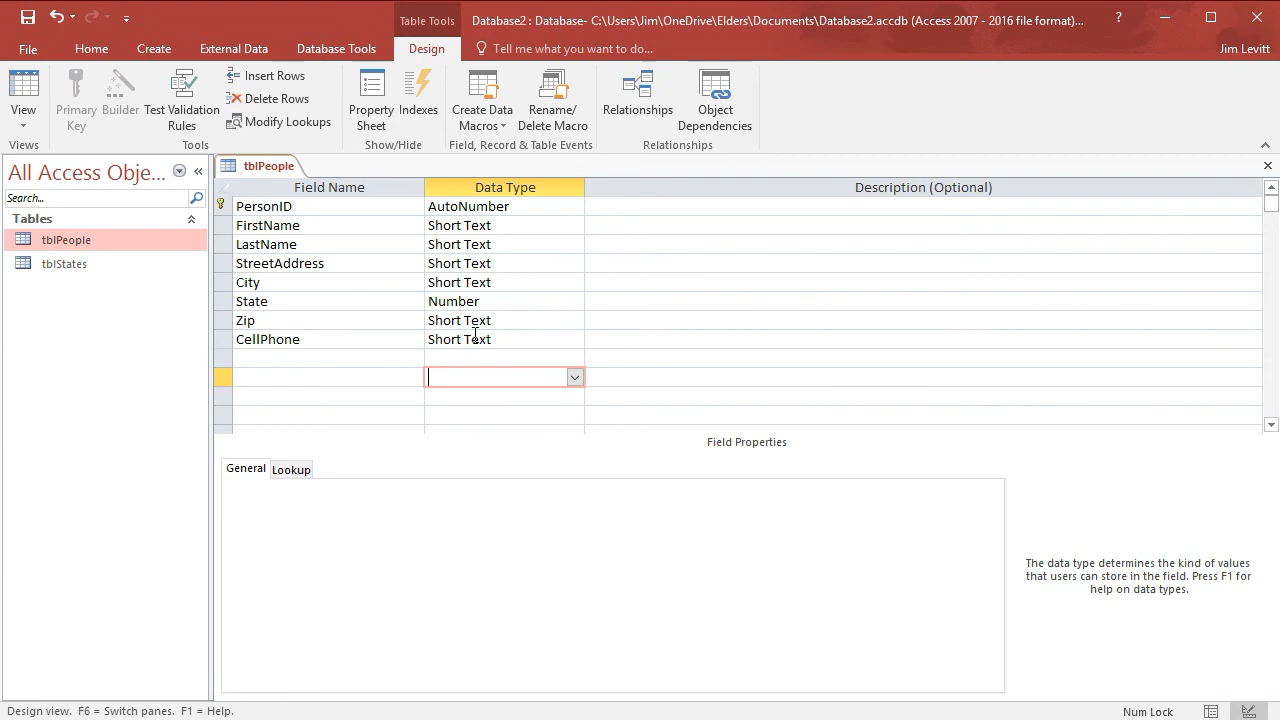 Table Tools
Database2 : Database- C:\Users\Jim\OneDrive\Elders\Documents\Database2.accdb (Access 2007 - 2016 file format)...
?
File Home Create External Data Database Tools Design Tell me what you want to do... Jim Levitt
View
Primary Key
Builder
Test Validation Rules
Insert Rows
Delete Rows
Modify Lookups
Property Sheet
Indexes
Create Data Macros
Rename/ Delete Macro
Relationships
Object Dependencies
Views Tools Show/Hide Field, Record & Table Events Relationships
All Access Obje...
Search...
Tables
tblPeople
tblStates
tblPeople
Field Name Data Type Description (Optional)
PersonID AutoNumber
FirstName Short Text
LastName Short Text
StreetAddress Short Text
City Short Text
State Number
Zip Short Text
CellPhone Short Text
Field Properties
General Lookup
The data type determines the kind of values
that users can store in the field. Press F1 for
help on data types.
Design view. F6 = Switch panes. F1 = Help.
Num Lock